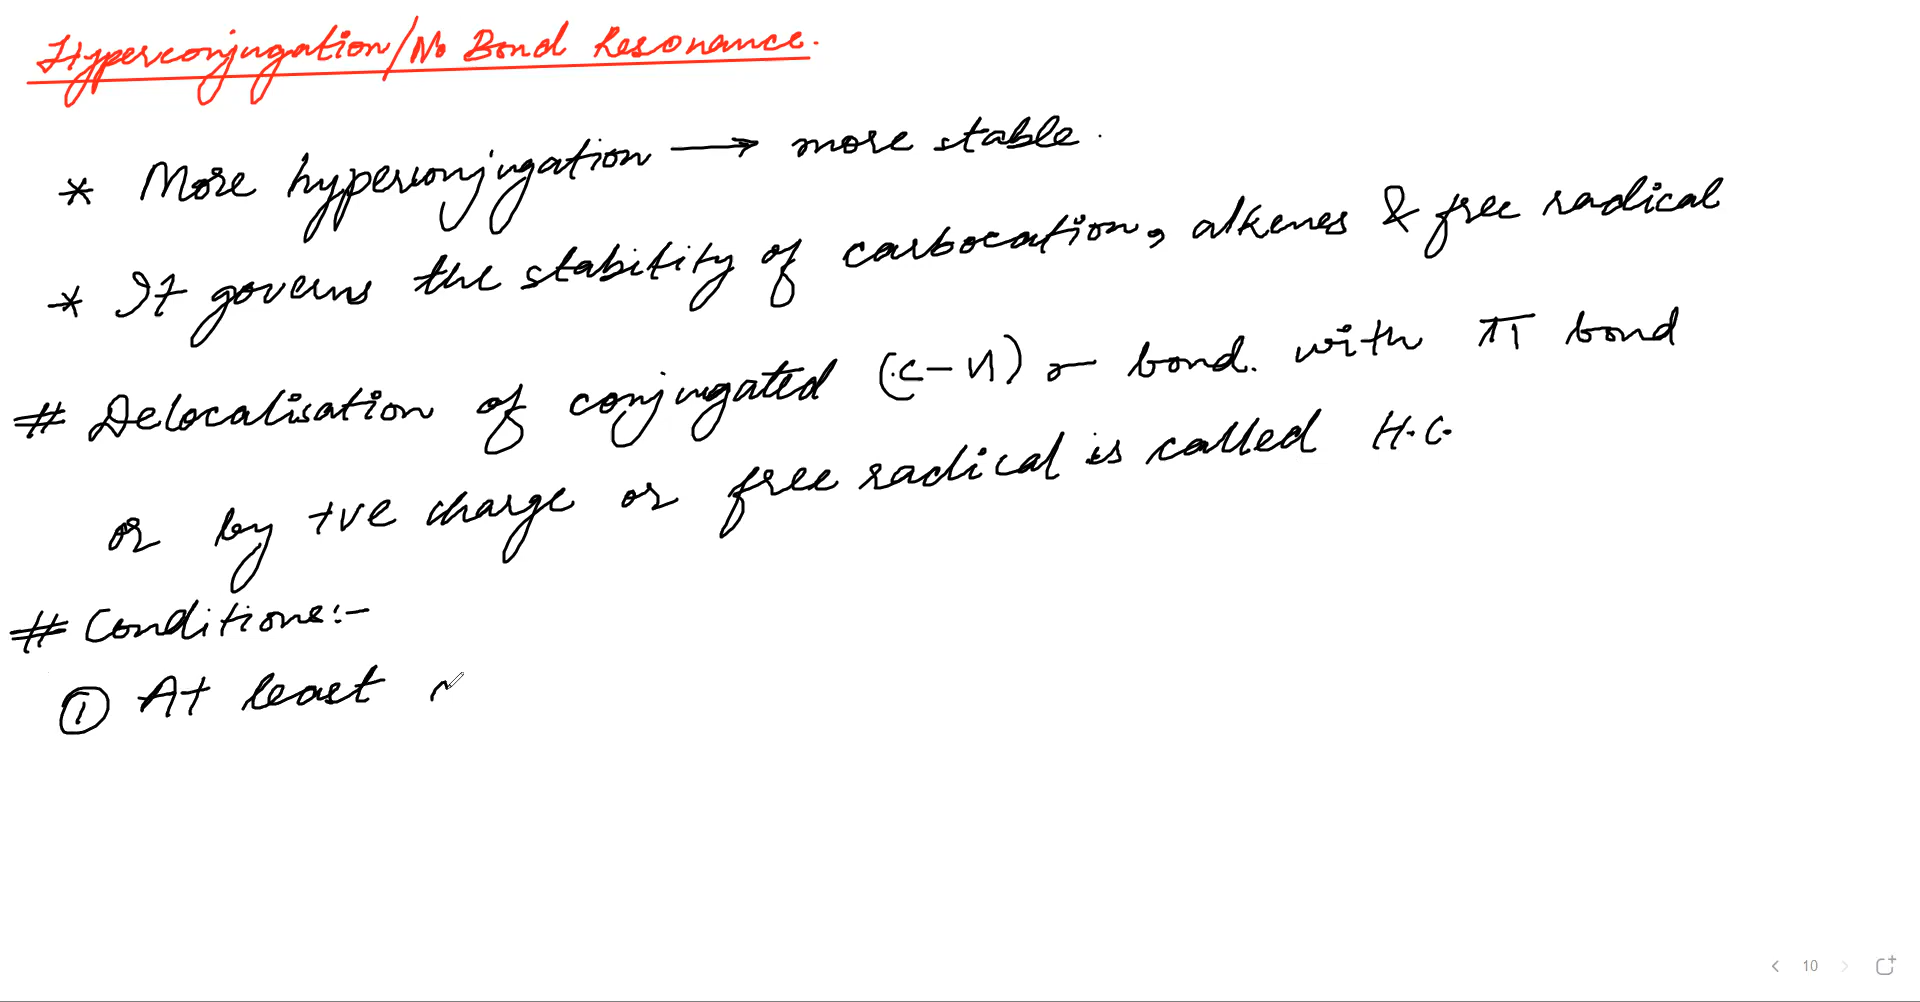 Hyperconjugation/No Bond Resonance.
* More hyperconjugation → more stable.
* It governs the stability of carbocation, alkenes & free radical
# Delocalisation of conjugated (C-H) σ bond. with π bond
or by +ve charge or free radical is called H.C.
# Conditions:-
① At least
10